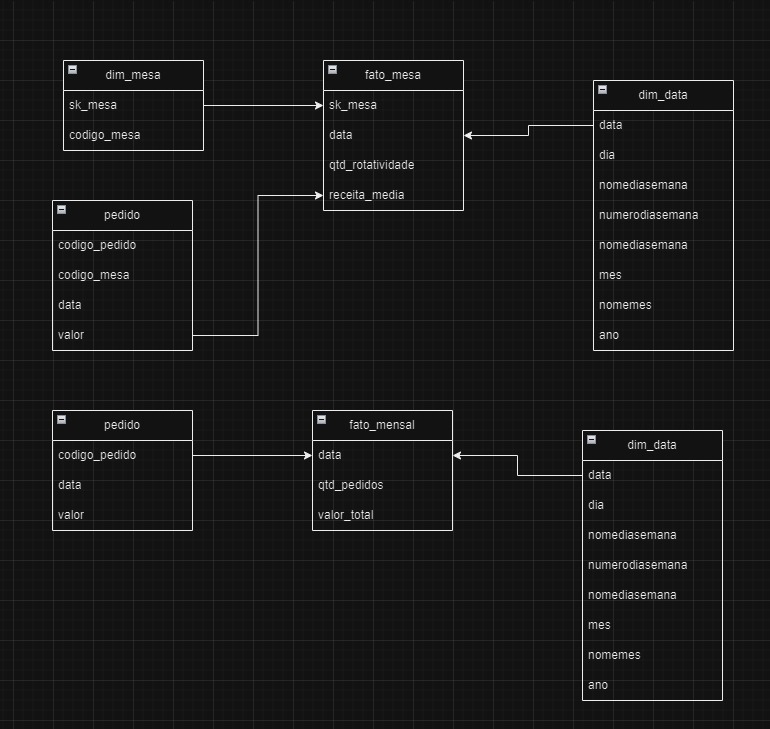 dim_mesa
sk_mesa
codigo_mesa
fato_mesa
sk_mesa
data
qtd_rotatividade
receita_media
dim_data
data
dia
nomediasemana
numerodiasemana
nomediasemana
mes
nomemes
ano
pedido
codigo_pedido
codigo_mesa
data
valor
pedido
codigo_pedido
data
valor
fato_mensal
data
qtd_pedidos
valor_total
dim_data
data
dia
nomediasemana
numerodiasemana
nomediasemana
mes
nomemes
ano